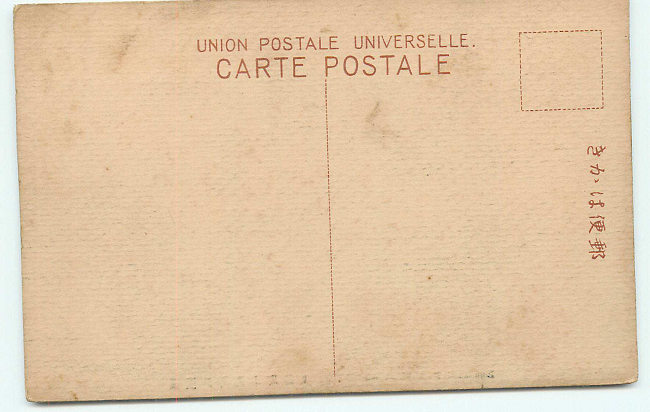 UNION POSTALE UNIVERSELLE.
CARTE POSTALE
郵便はかき